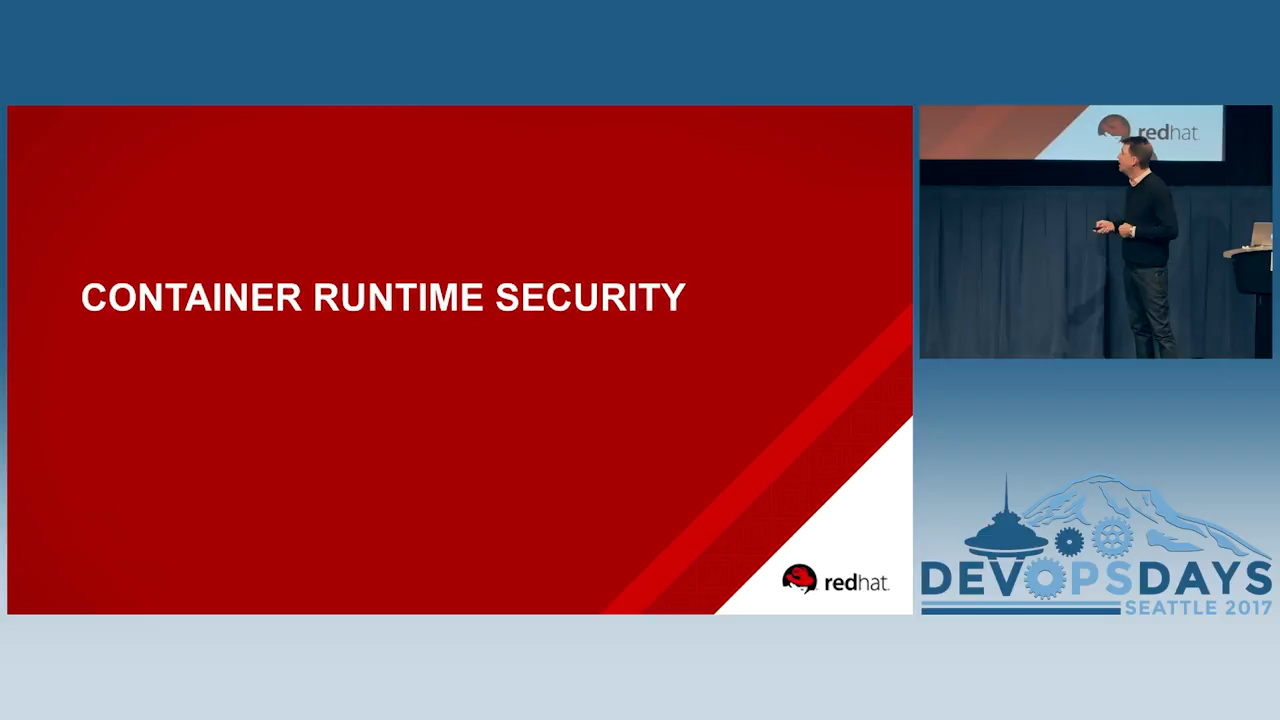 CONTAINER RUNTIME SECURITY
redhat.
redhat.
DEVOPSDAYS
SEATTLE 2017